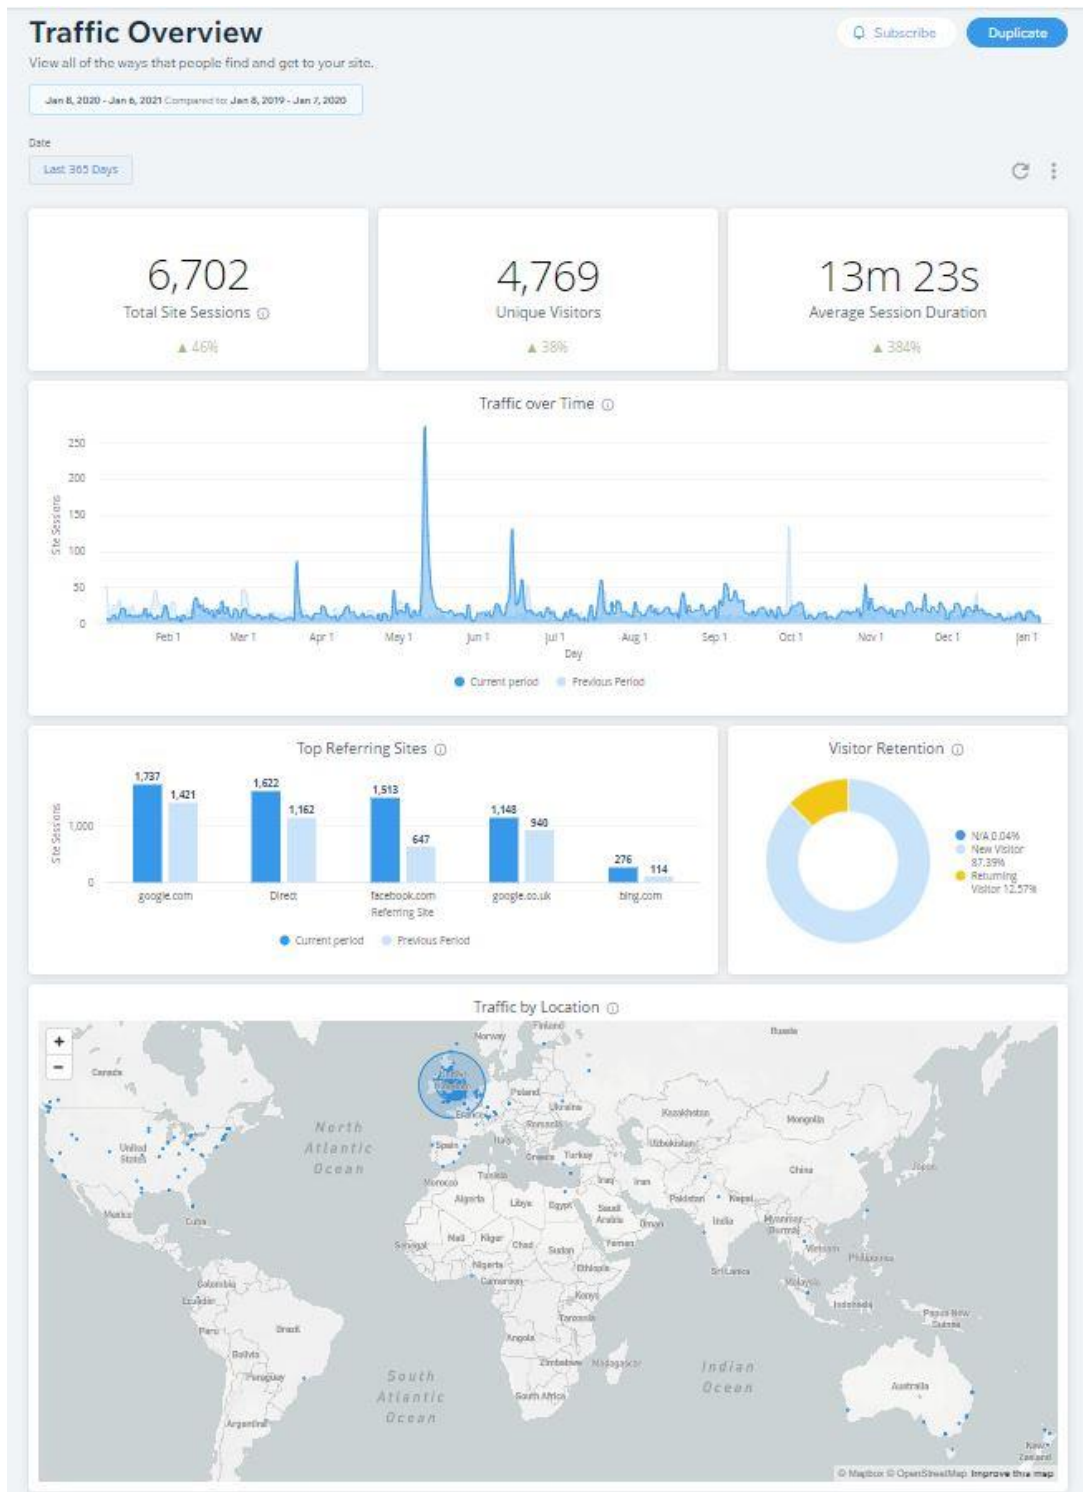 Traffic Overview
Subscribe
Duplicate
View all of the ways that people find and get to your site.
Jan 8, 2020 - Jan 6, 2021 Compared to: Jan 8, 2019 - Jan 7, 2020
Date
Last 365 Days
6,702
Total Site Sessions
▲ 46%
4,769
Unique Visitors
▲ 38%
13m 23s
Average Session Duration
▲ 384%
Traffic over Time
Site Sessions
250
200
150
100
50
0
Feb 1 Mar 1 Apr 1 May 1 Jun 1 Jul 1 Aug 1 Sep 1 Oct 1 Nov 1 Dec 1 Jan 1
Day
Current period Previous Period
Top Referring Sites
Site Sessions
1,000
0
1,737 1,421
1,622 1,162
1,513 647
1,148 940
276 114
google.com Direct facebook.com google.co.uk bing.com
Referring Site
Current period Previous Period
Visitor Retention
N/A 0.04%
New Visitor
87.39%
Returning
Visitor 12.57%
Traffic by Location
+
−
Norway
Finland
Russia
Canada
Poland
Ukraine
France
Romania
Kazakhstan
Mongolia
North
Atlantic
Ocean
United
States
Spain
Italy
Greece
Turkey
Uzbekistan
China
Japan
Morocco
Tunisia
Iraq
Iran
Algeria
Libya
Egypt
Saudi
Arabia
Pakistan
Nepal
Mexico
Cuba
Oman
India
Myanmar
(Burma)
Senegal
Mali
Niger
Chad
Sudan
Yemen
Vietnam
Philippines
Nigeria
Ethiopia
Sri Lanka
Cameroon
Malaysia
Colombia
Ecuador
Kenya
Indonesia
Papua New
Guinea
Peru
Brazil
Tanzania
Angola
Bolivia
Zimbabwe
Madagascar
Paraguay
South
Atlantic
Ocean
Indian
Ocean
South Africa
Australia
Argentina
New
Zealand
© Mapbox © OpenStreetMap Improve this map